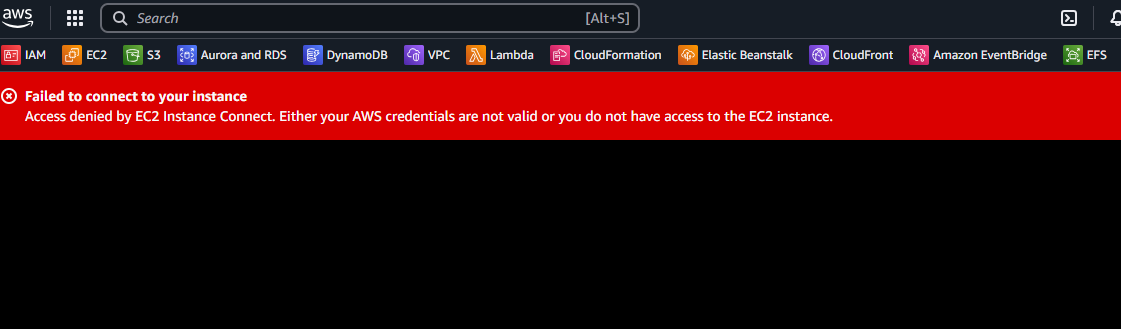 aws
Search [Alt+S]
IAM EC2 S3 Aurora and RDS DynamoDB VPC Lambda CloudFormation Elastic Beanstalk CloudFront Amazon EventBridge EFS
Failed to connect to your instance
Access denied by EC2 Instance Connect. Either your AWS credentials are not valid or you do not have access to the EC2 instance.